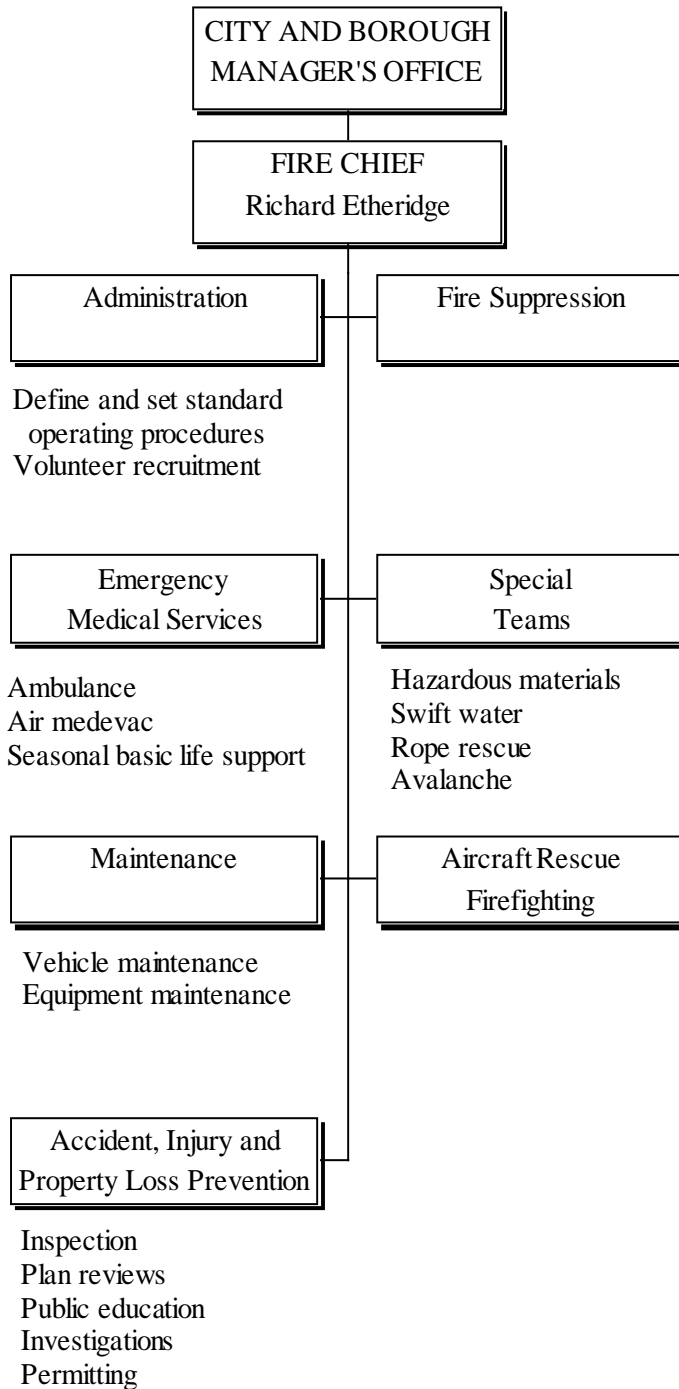 CITY AND BOROUGH
MANAGER'S OFFICE
FIRE CHIEF
Richard Etheridge
Administration
Define and set standard
operating procedures
Volunteer recruitment
Fire Suppression
Emergency
Medical Services
Ambulance
Air medevac
Seasonal basic life support
Special
Teams
Hazardous materials
Swift water
Rope rescue
Avalanche
Maintenance
Vehicle maintenance
Equipment maintenance
Aircraft Rescue
Firefighting
Accident, Injury and
Property Loss Prevention
Inspection
Plan reviews
Public education
Investigations
Permitting